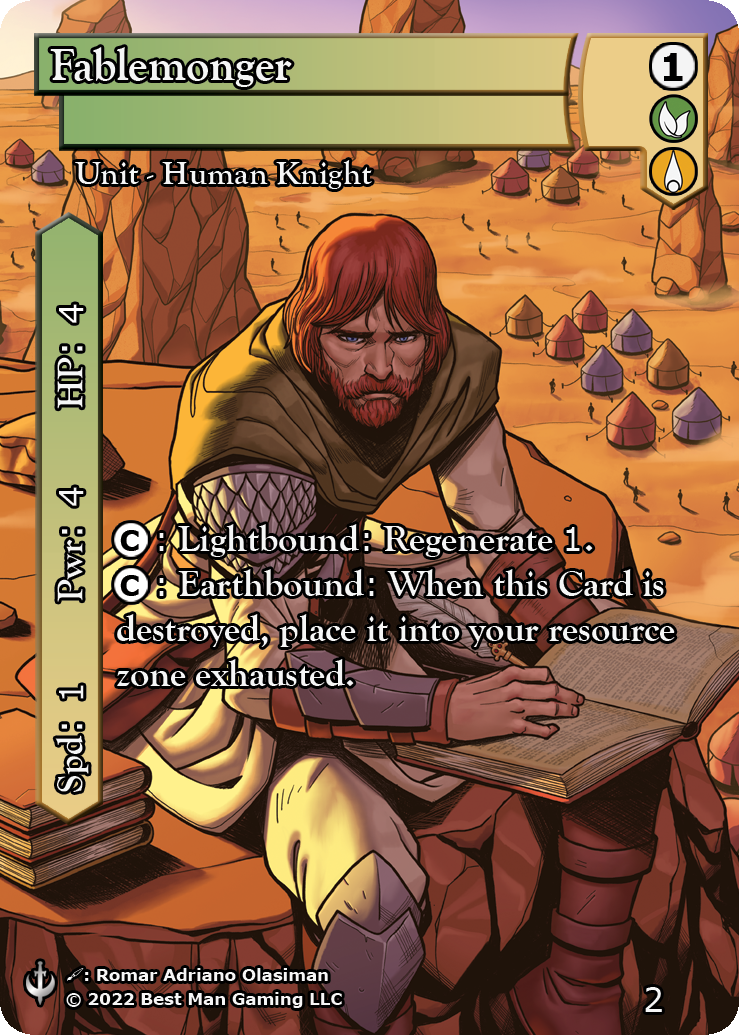 Fablemonger
1
Unit - Human Knight
HP: 4
Pwr: 4
Spd: 1
C: Lightbound: Regenerate 1.
C: Earthbound: When this Card is
destroyed, place it into your resource
zone exhausted.
: Romar Adriano Olasiman
© 2022 Best Man Gaming LLC
2